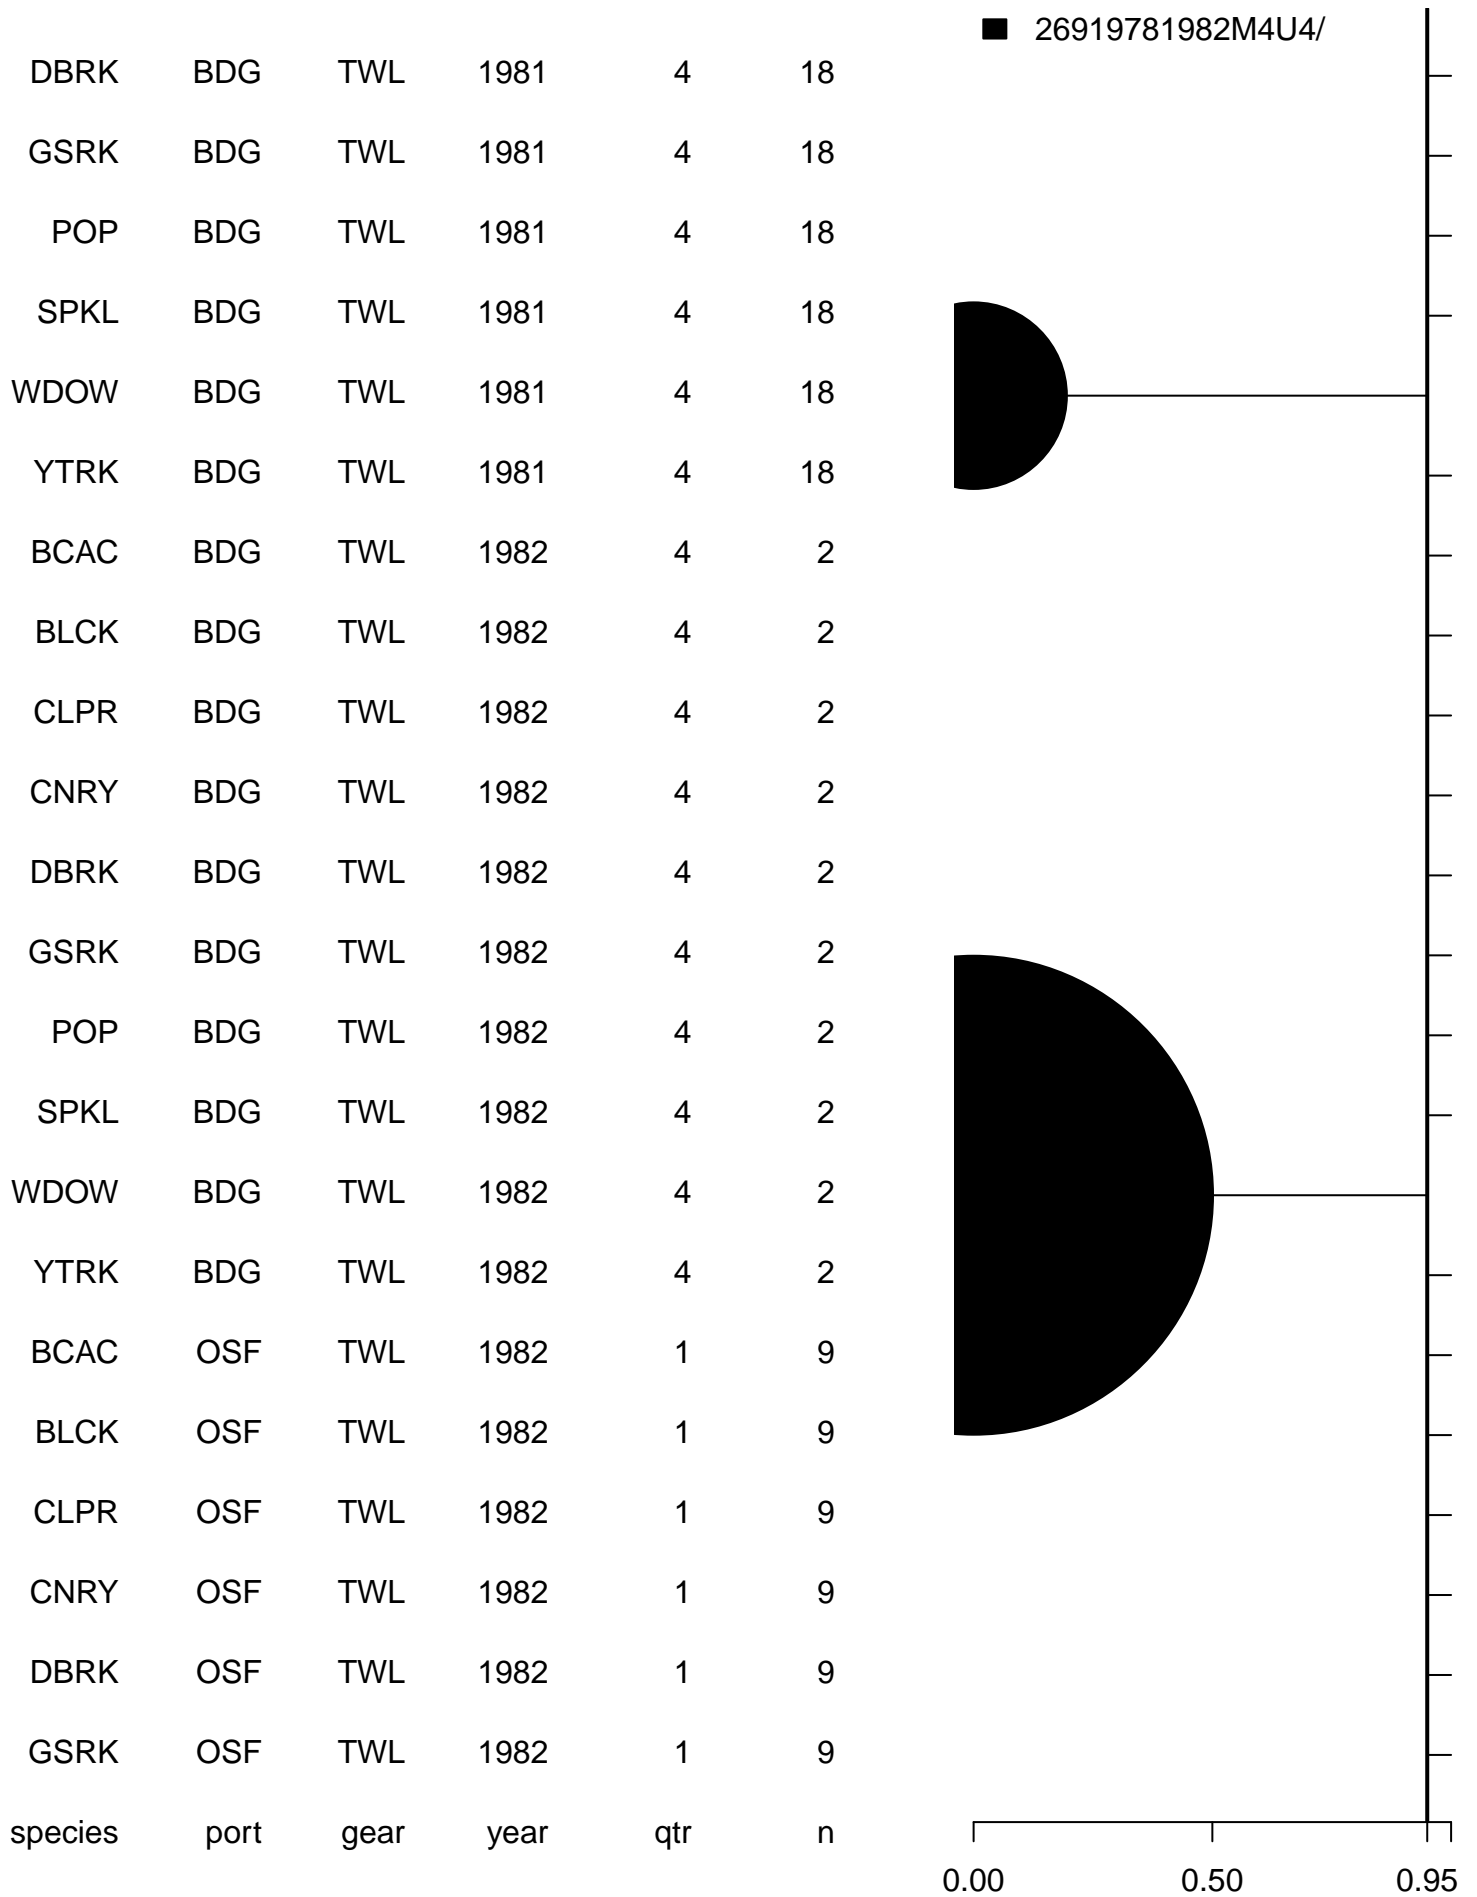 26919781982M4U4/
DBRK BDG TWL 1981 4 18
GSRK BDG TWL 1981 4 18
POP BDG TWL 1981 4 18
SPKL BDG TWL 1981 4 18
WDOW BDG TWL 1981 4 18
YTRK BDG TWL 1981 4 18
BCAC BDG TWL 1982 4 2
BLCK BDG TWL 1982 4 2
CLPR BDG TWL 1982 4 2
CNRY BDG TWL 1982 4 2
DBRK BDG TWL 1982 4 2
GSRK BDG TWL 1982 4 2
POP BDG TWL 1982 4 2
SPKL BDG TWL 1982 4 2
WDOW BDG TWL 1982 4 2
YTRK BDG TWL 1982 4 2
BCAC OSF TWL 1982 1 9
BLCK OSF TWL 1982 1 9
CLPR OSF TWL 1982 1 9
CNRY OSF TWL 1982 1 9
DBRK OSF TWL 1982 1 9
GSRK OSF TWL 1982 1 9
species port gear year qtr n
0.00 0.50 0.95